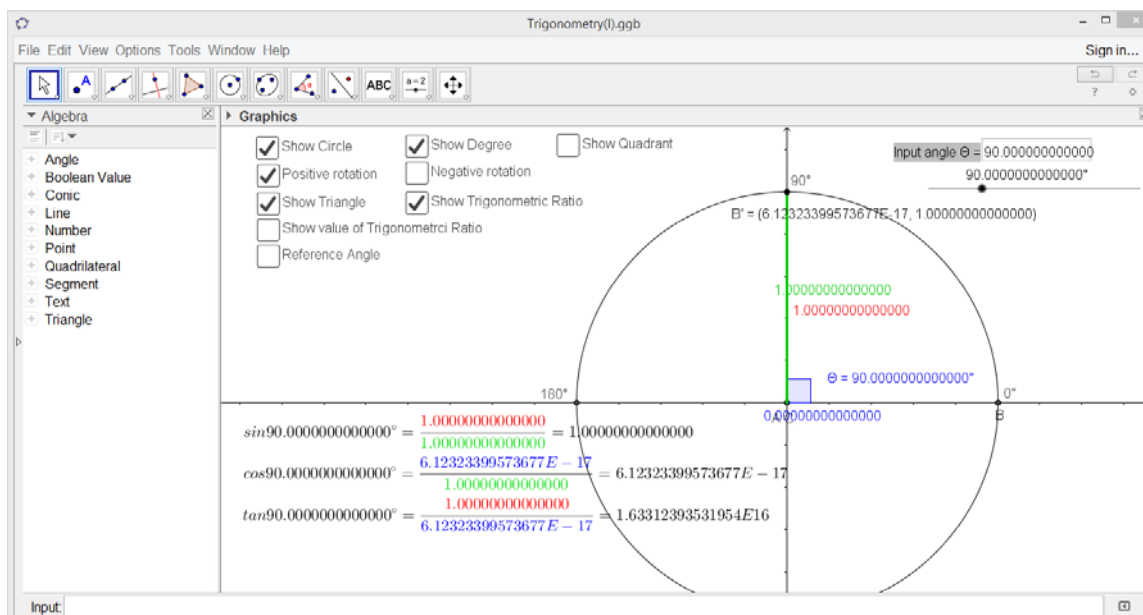 Trigonometry(I).ggb
File Edit View Options Tools Window Help
Sign in...
A
ABC
a=2
?
Algebra
Graphics
Angle
Boolean Value
Conic
Line
Number
Point
Quadrilateral
Segment
Text
Triangle
Show Circle
Show Degree
Show Quadrant
Positive rotation
Negative rotation
Show Triangle
Show Trigonometric Ratio
Show value of Trigonometrci Ratio
Reference Angle
Input angle Θ = 90.000000000000
90.0000000000000°
90°
B' = (6.12323399573677E-17, 1.00000000000000)
1.00000000000000
1.00000000000000
Θ = 90.0000000000000°
180°
0°
0.00000000000000
A
B
sin90.0000000000000° = 1.00000000000000 / 1.00000000000000 = 1.00000000000000
cos90.0000000000000° = 6.12323399573677E − 17 / 1.00000000000000 = 6.12323399573677E − 17
tan90.0000000000000° = 1.00000000000000 / 6.12323399573677E − 17 = 1.63312393531954E16
Input: